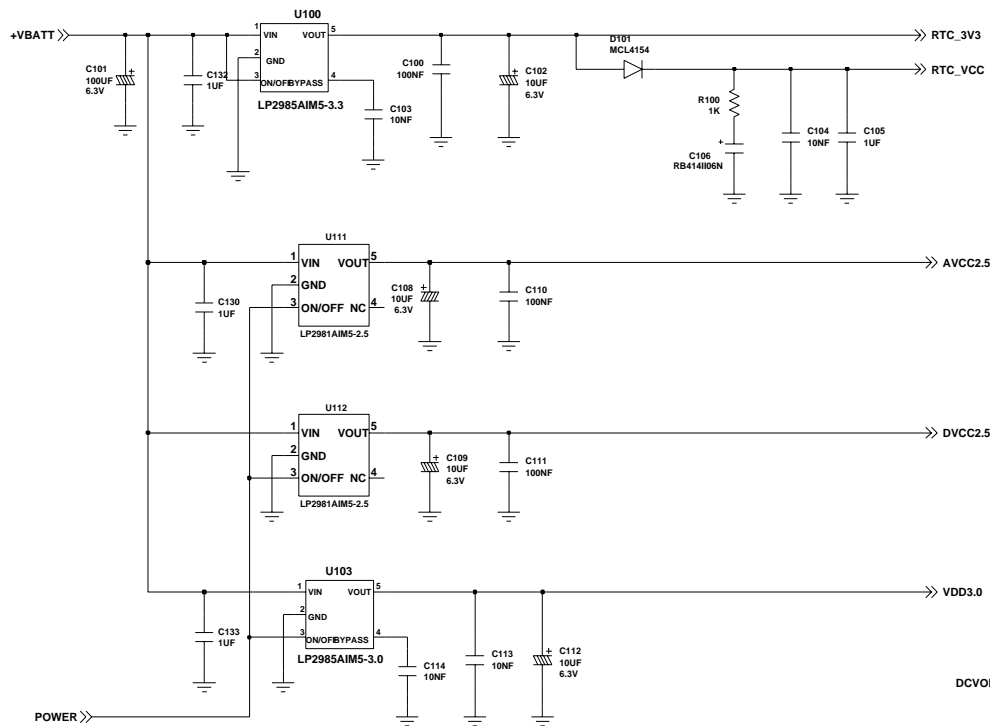 U100
+VBATT
1
VIN
VOUT
5
RTC_3V3
2
GND
D101
MCL4154
C101
100UF
6.3V
+
C132
1UF
3
ON/OFF
BYPASS
4
LP2985AIM5-3.3
C103
10NF
C100
100NF
+
C102
10UF
6.3V
RTC_VCC
R100
1K
+
C106
RB414II06N
C104
10NF
C105
1UF
U111
1
VIN
VOUT
5
AVCC2.5
2
GND
3
ON/OFF
NC
4
LP2981AIM5-2.5
C130
1UF
+
C108
10UF
6.3V
C110
100NF
U112
1
VIN
VOUT
5
DVCC2.5
2
GND
3
ON/OFF
NC
4
LP2981AIM5-2.5
+
C109
10UF
6.3V
C111
100NF
U103
1
VIN
VOUT
5
VDD3.0
2
GND
3
ON/OFF
BYPASS
4
LP2985AIM5-3.0
C133
1UF
C114
10NF
C113
10NF
+
C112
10UF
6.3V
POWER